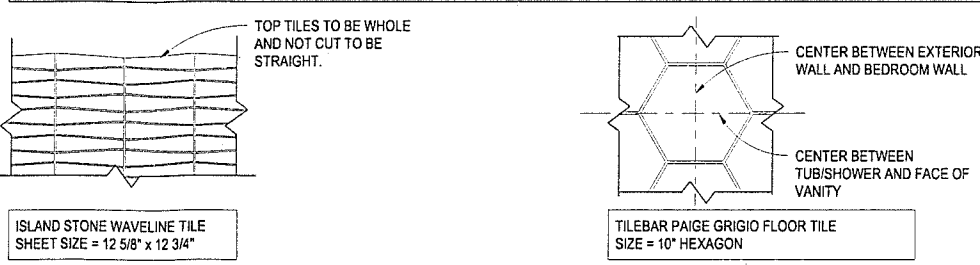 TOP TILES TO BE WHOLE
AND NOT CUT TO BE
STRAIGHT.
ISLAND STONE WAVELINE TILE
SHEET SIZE = 12 5/8" x 12 3/4"
CENTER BETWEEN EXTERIOR
WALL AND BEDROOM WALL
CENTER BETWEEN
TUB/SHOWER AND FACE OF
VANITY
TILEBAR PAIGE GRIGIO FLOOR TILE
SIZE = 10" HEXAGON